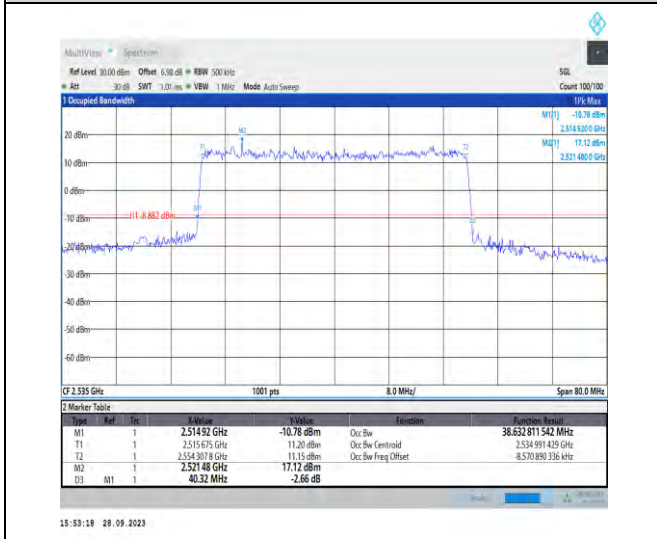 MultiView Spectrum
Ref Level 30.00 dBm Offset 6.98 dB RBW 500 kHz SGL
Att 30 dB SWT 1.01 ms VBW 1 MHz Mode Auto Sweep Count 100/100
1 Occupied Bandwidth 1Pk Max
M1[1] -10.78 dBm
2.514 920 0 GHz
M2[1] 17.12 dBm
2.521 480 0 GHz
20 dBm
M2
T1 T2
10 dBm
0 dBm
M1
-10 dBm H1 -8.882 dBm
D3
-20 dBm
-30 dBm
-40 dBm
-50 dBm
-60 dBm
CF 2.535 GHz 1001 pts 8.0 MHz/ Span 80.0 MHz
2 Marker Table
Type Ref Trc X-Value Y-Value Function Function Result
M1 1 2.514 92 GHz -10.78 dBm Occ Bw 38.632 811 542 MHz
T1 1 2.515 675 GHz 11.20 dBm Occ Bw Centroid 2.534 991 429 GHz
T2 1 2.554 307 8 GHz 11.15 dBm Occ Bw Freq Offset -8.570 890 336 kHz
M2 1 2.521 48 GHz 17.12 dBm
D3 M1 1 40.32 MHz -2.66 dB
15:53:18 28.09.2023